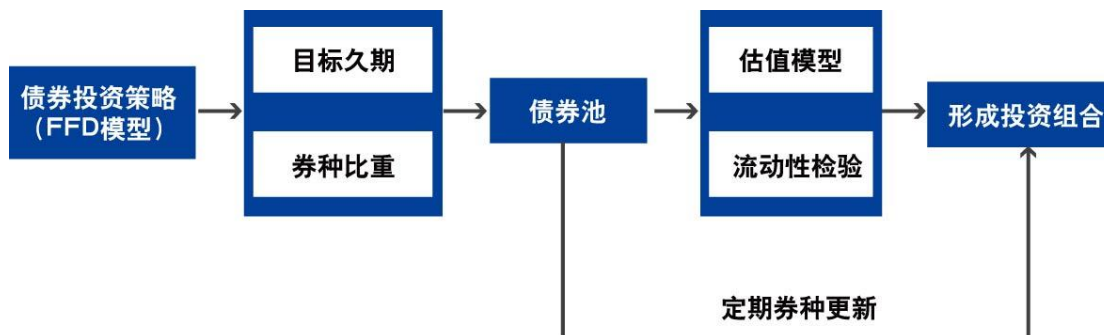 债券投资策略
（FFD模型）
目标久期
券种比重
债券池
估值模型
流动性检验
形成投资组合
定期券种更新